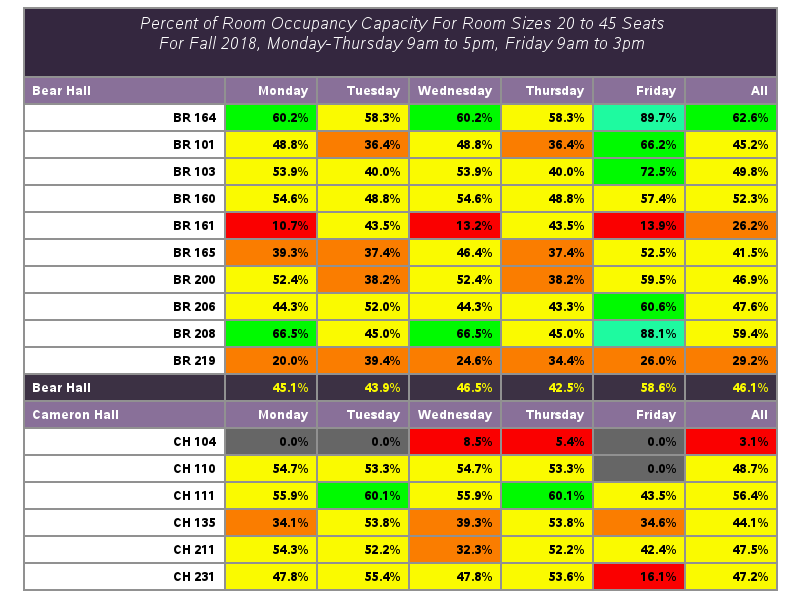 Percent of Room Occupancy Capacity For Room Sizes 20 to 45 Seats
For Fall 2018, Monday-Thursday 9am to 5pm, Friday 9am to 3pm
Bear Hall Monday Tuesday Wednesday Thursday Friday All
BR 164 60.2% 58.3% 60.2% 58.3% 89.7% 62.6%
BR 101 48.8% 36.4% 48.8% 36.4% 66.2% 45.2%
BR 103 53.9% 40.0% 53.9% 40.0% 72.5% 49.8%
BR 160 54.6% 48.8% 54.6% 48.8% 57.4% 52.3%
BR 161 10.7% 43.5% 13.2% 43.5% 13.9% 26.2%
BR 165 39.3% 37.4% 46.4% 37.4% 52.5% 41.5%
BR 200 52.4% 38.2% 52.4% 38.2% 59.5% 46.9%
BR 206 44.3% 52.0% 44.3% 43.3% 60.6% 47.6%
BR 208 66.5% 45.0% 66.5% 45.0% 88.1% 59.4%
BR 219 20.0% 39.4% 24.6% 34.4% 26.0% 29.2%
Bear Hall 45.1% 43.9% 46.5% 42.5% 58.6% 46.1%
Cameron Hall Monday Tuesday Wednesday Thursday Friday All
CH 104 0.0% 0.0% 8.5% 5.4% 0.0% 3.1%
CH 110 54.7% 53.3% 54.7% 53.3% 0.0% 48.7%
CH 111 55.9% 60.1% 55.9% 60.1% 43.5% 56.4%
CH 135 34.1% 53.8% 39.3% 53.8% 34.6% 44.1%
CH 211 54.3% 52.2% 32.3% 52.2% 42.4% 47.5%
CH 231 47.8% 55.4% 47.8% 53.6% 16.1% 47.2%